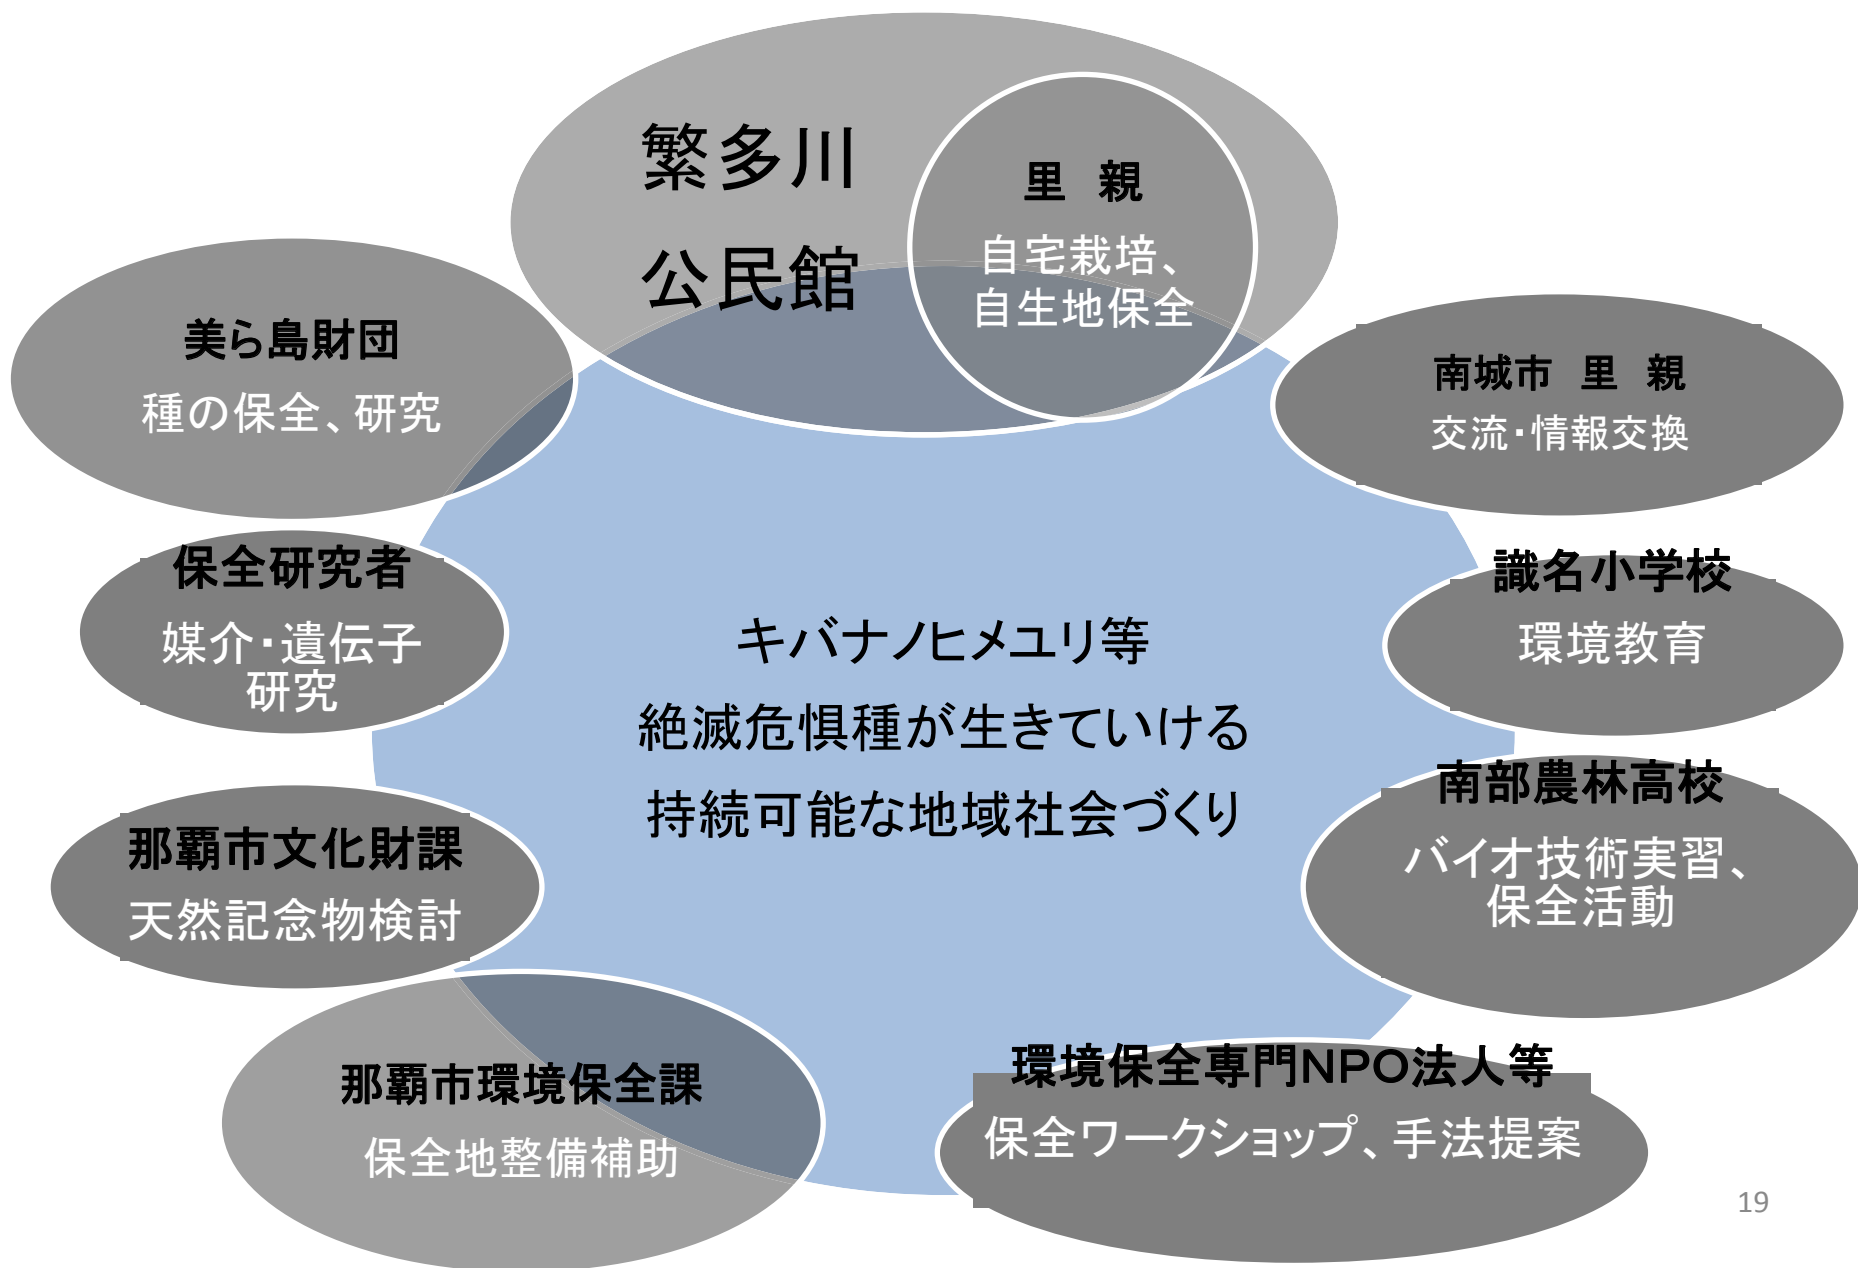 繁多川
公民館
里　親
自宅栽培、
自生地保全
美ら島財団
種の保全、研究
南城市　里　親
交流・情報交換
保全研究者
媒介・遺伝子
研究
識名小学校
環境教育
キバナノヒメユリ等
絶滅危惧種が生きていける
持続可能な地域社会づくり
那覇市文化財課
天然記念物検討
南部農林高校
バイオ技術実習、
保全活動
那覇市環境保全課
保全地整備補助
環境保全専門NPO法人等
保全ワークショップ、手法提案
19